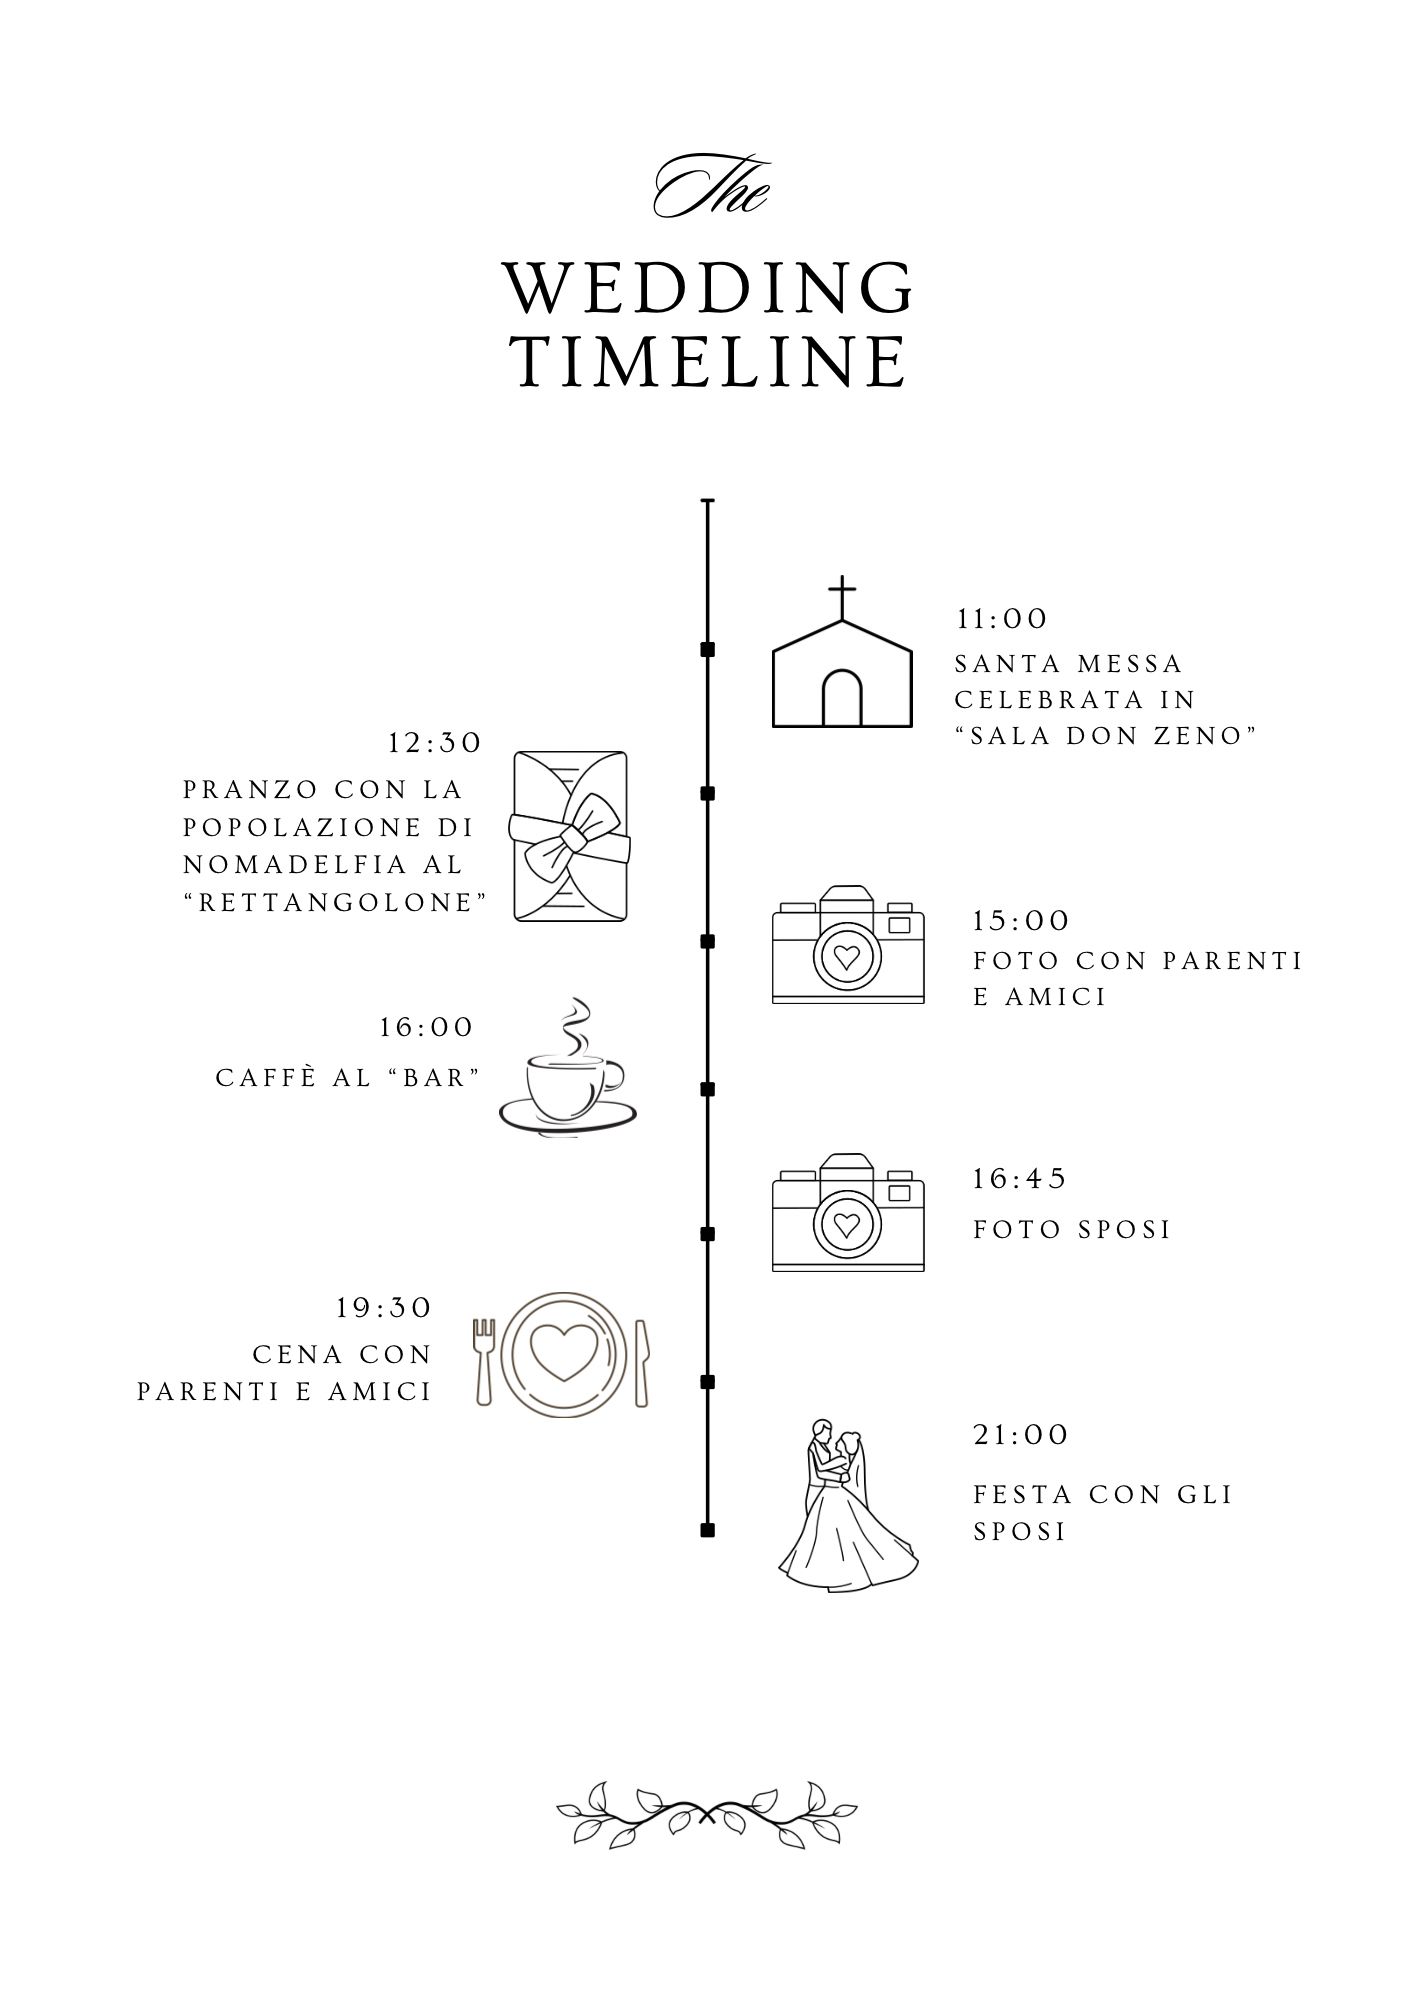 The
WEDDING
TIMELINE
11:00
SANTA MESSA
CELEBRATA IN
“SALA DON ZENO”
12:30
PRANZO CON LA
POPOLAZIONE DI
NOMADELFIA AL
“RETTANGOLONE”
15:00
FOTO CON PARENTI
E AMICI
16:00
CAFFÈ AL “BAR”
16:45
FOTO SPOSI
19:30
CENA CON
PARENTI E AMICI
21:00
FESTA CON GLI
SPOSI